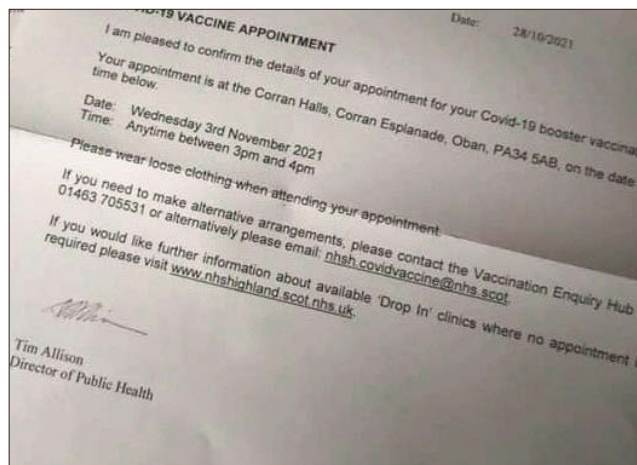 Date: 28/10/2021
D-19 VACCINE APPOINTMENT
I am pleased to confirm the details of your appointment for your Covid-19 booster
Your appointment is at the Corran Halls, Corran Esplanade, Oban, PA34 5AB, on the date
time below.
Date: Wednesday 3rd November 2021
Time: Anytime between 3pm and 4pm
Please wear loose clothing when attending your appointment.
If you need to make alternative arrangements, please contact the Vaccination Enquiry Hub
01463 705531 or alternatively please email: nhsh.covidvaccine@nhs.scot.
If you would like further information about available 'Drop In' clinics where no appointment
required please visit www.nhshighland.scot.nhs.uk.
Tim Allison
Director of Public Health